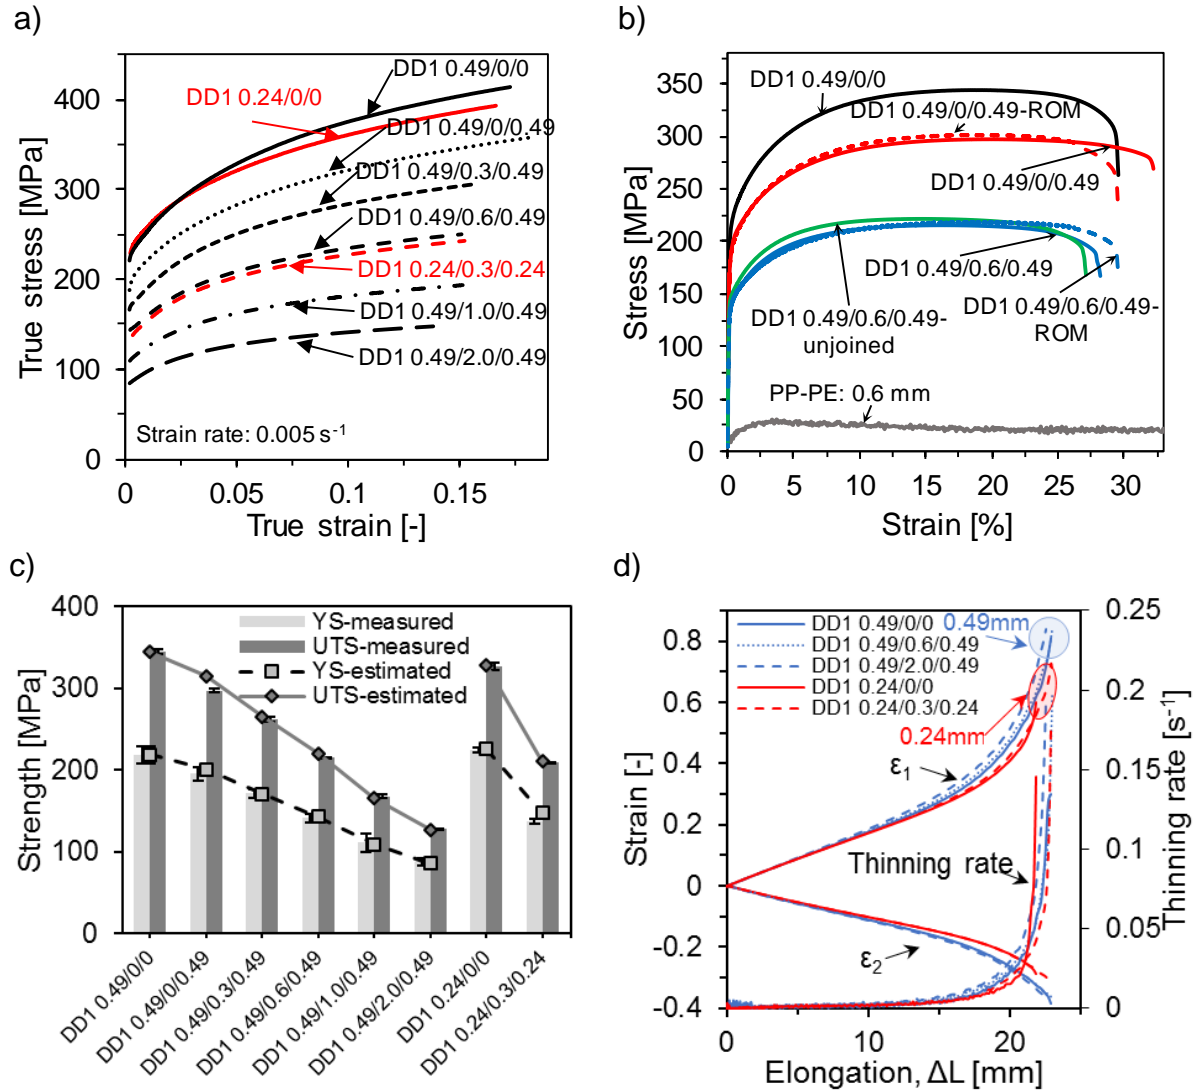 a)
DD1 0.49/0/0
DD1 0.24/0/0
DD1 0.49/0/0.49
DD1 0.49/0.3/0.49
DD1 0.49/0.6/0.49
DD1 0.24/0.3/0.24
DD1 0.49/1.0/0.49
DD1 0.49/2.0/0.49
Strain rate: 0.005 s⁻¹
True stress [MPa]
400
300
200
100
0
0
0.05
0.1
0.15
True strain [-]
b)
DD1 0.49/0/0
DD1 0.49/0/0.49-ROM
DD1 0.49/0/0.49
DD1 0.49/0.6/0.49
DD1 0.49/0.6/0.49-
unjoined
DD1 0.49/0.6/0.49-
ROM
PP-PE: 0.6 mm
Stress [MPa]
350
300
250
200
150
100
50
0
0
5
10
15
20
25
30
Strain [%]
c)
YS-measured
UTS-measured
YS-estimated
UTS-estimated
Strength [MPa]
400
300
200
100
0
DD1 0.49/0/0
DD1 0.49/0/0.49
DD1 0.49/0.3/0.49
DD1 0.49/0.6/0.49
DD1 0.49/1.0/0.49
DD1 0.49/2.0/0.49
DD1 0.24/0/0
DD1 0.24/0.3/0.24
d)
DD1 0.49/0/0
DD1 0.49/0.6/0.49
DD1 0.49/2.0/0.49
DD1 0.24/0/0
DD1 0.24/0.3/0.24
0.49mm
0.24mm
ε₁
Thinning rate
ε₂
Strain [-]
0.8
0.6
0.4
0.2
0
-0.2
-0.4
0
10
20
Elongation, ΔL [mm]
0.25
0.2
0.15
0.1
0.05
0
Thinning rate [s⁻¹]